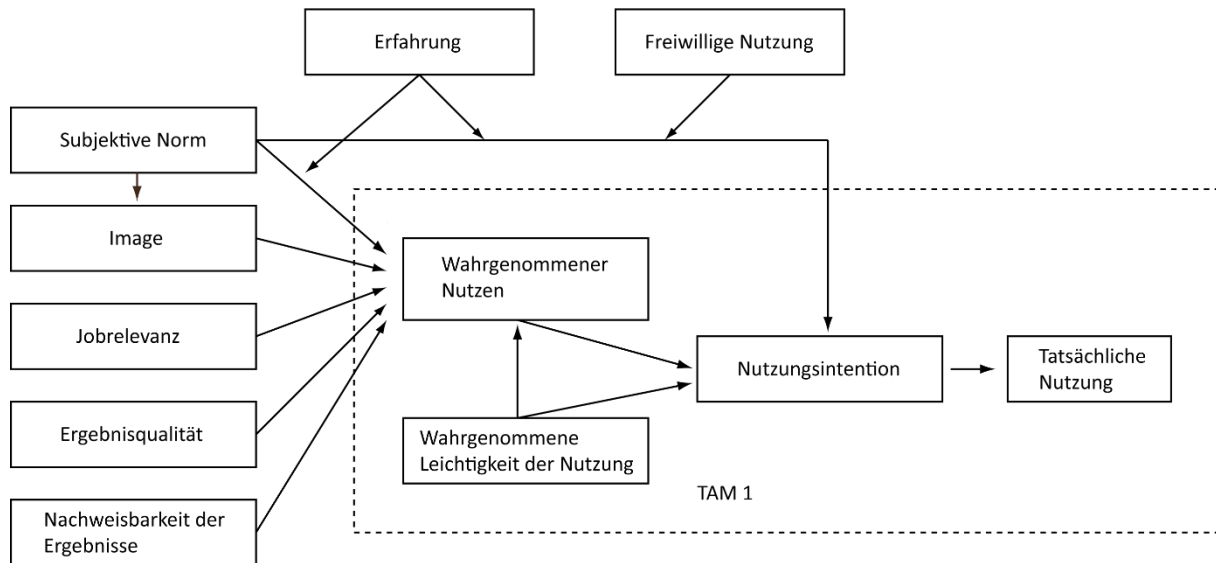 Erfahrung
Freiwillige Nutzung
Subjektive Norm
Image
Wahrgenommener
Nutzen
Jobrelevanz
Nutzungsintention
Tatsächliche
Nutzung
Ergebnisqualität
Wahrgenommene
Leichtigkeit der Nutzung
TAM 1
Nachweisbarkeit der
Ergebnisse